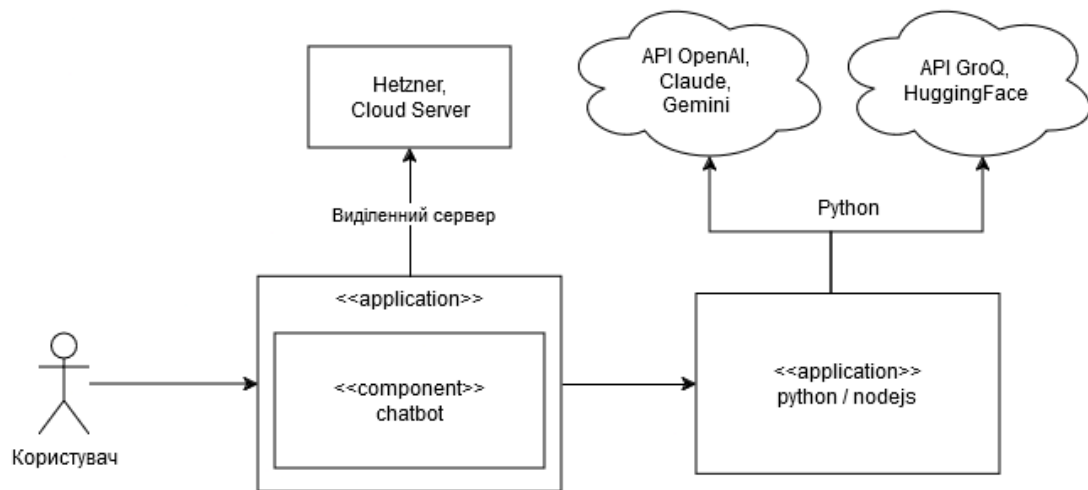 Hetzner,
Cloud Server
API OpenAI,
Claude,
Gemini
API GroQ,
HuggingFace
Виділенний сервер
Python
<<application>>
<<component>>
chatbot
<<application>>
python / nodejs
Користувач